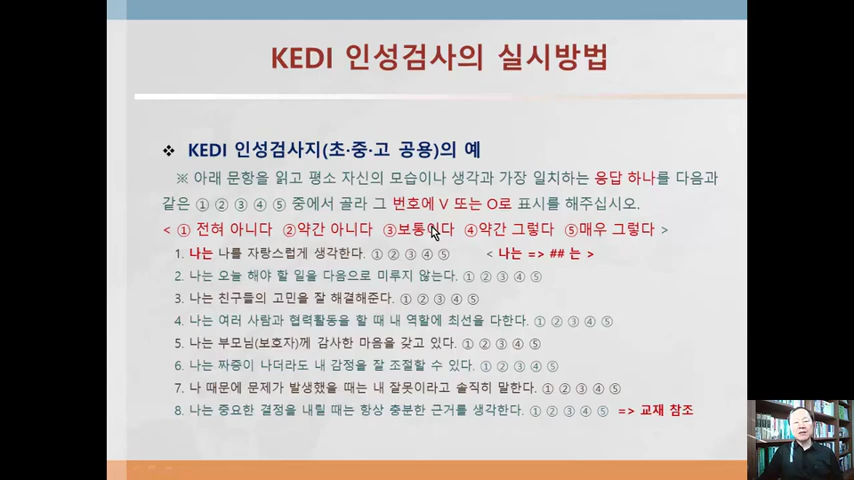 KEDI 인성검사의 실시방법
❖ KEDI 인성검사지(초·중·고 공용)의 예
※ 아래 문항을 읽고 평소 자신의 모습이나 생각과 가장 일치하는 응답 하나를 다음과
같은 ① ② ③ ④ ⑤ 중에서 골라 그 번호에 V 또는 O로 표시를 해주십시오.
< ① 전혀 아니다 ②약간 아니다 ③보통이다 ④약간 그렇다 ⑤매우 그렇다 >
1. 나는 나를 자랑스럽게 생각한다. ① ② ③ ④ ⑤ < 나는 => ## 는 >
2. 나는 오늘 해야 할 일을 다음으로 미루지 않는다. ① ② ③ ④ ⑤
3. 나는 친구들의 고민을 잘 해결해준다. ① ② ③ ④ ⑤
4. 나는 여러 사람과 협력활동을 할 때 내 역할에 최선을 다한다. ① ② ③ ④ ⑤
5. 나는 부모님(보호자)께 감사한 마음을 갖고 있다. ① ② ③ ④ ⑤
6. 나는 짜증이 나더라도 내 감정을 잘 조절할 수 있다. ① ② ③ ④ ⑤
7. 나 때문에 문제가 발생했을 때는 내 잘못이라고 솔직히 말한다. ① ② ③ ④ ⑤
8. 나는 중요한 결정을 내릴 때는 항상 충분한 근거를 생각한다. ① ② ③ ④ ⑤ => 교재 참조